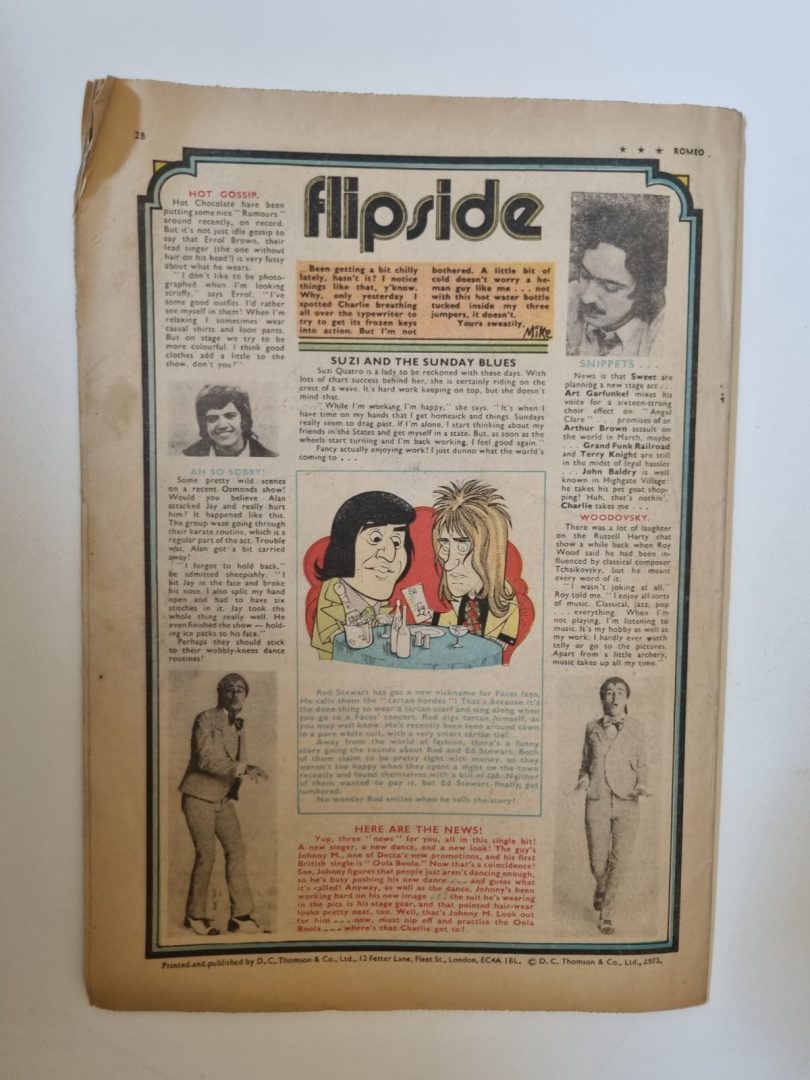 28
★ ★ ★ ROMEO
flipside
HOT GOSSIP.
Hot Chocolate have been
putting some nice "Rumours"
around recently, on record.
But it's not just idle gossip to
say that Errol Brown, their
lead singer (the one without
hair on his head!) is very fussy
about what he wears.
"I don't like to be photo-
graphed when I'm looking
scruffy," says Errol. "I've
some good outfits. I'd rather
see myself in them! When I'm
relaxing I sometimes wear
casual shirts and loon pants.
But on stage we try to be
more colourful. I think good
clothes add a little to the
show, don't you?"
AH SO SORRY!
Some pretty wild scenes
on a recent Osmonds show!
Would you believe Alan
attacked Jay and really hurt
him? It happened like this.
The group were going through
their karate routine, which is a
regular part of the act. Trouble
was, Alan got a bit carried
away!
"I forgot to hold back,"
he admitted sheepishly. "I
hit Jay in the face and broke
his nose. I also split my hand
open and had to have six
stitches in it. Jay took the
whole thing really well. He
even finished the show — hold-
ing ice packs to his face."
Perhaps they should stick
to their wobbly-knees dance
routines!
Been getting a bit chilly
lately, hasn't it? I notice
things like that, y'know.
Why, only yesterday I
spotted Charlie breathing
all over the typewriter to
try to get its frozen keys
into action. But I'm not
bothered. A little bit of
cold doesn't worry a he-
man guy like me . . . not
with this hot water bottle
tucked inside my three
jumpers, it doesn't.
Yours sweatily,
Mike
SUZI AND THE SUNDAY BLUES
Suzi Quatro is a lady to be reckoned with these days. With
lots of chart success behind her, she is certainly riding on the
crest of a wave. It's hard work keeping on top, but she doesn't
mind that.
"While I'm working, I'm happy," she says. "It's when I
have time on my hands that I get homesick and things. Sundays
really seem to drag past. If I'm alone, I start thinking about my
friends in the States and get myself in a state. But, as soon as the
wheels start turning and I'm back working, I feel good again."
Fancy actually enjoying work! I just dunno what the world's
coming to . . .
Rod Stewart has got a new nickname for Faces fans.
He calls them the "tartan hordes"! That's because it's
the done thing to wear a tartan scarf and sing along when
you go to a Faces' concert. Rod digs tartan himself, as
you may well know. He's recently been seen around town
in a pure white suit, with a very smart tartan tie!
Away from the world of fashion, there's a funny
story going the rounds about Rod and Ed Stewart. Both
of them claim to be pretty tight with money, so they
weren't too happy when they spent a night on the town
recently and found themselves with a bill of £68. Neither
of them wanted to pay it, but Ed Stewart finally got
lumbered.
No wonder Rod smiles when he tells the story!
HERE ARE THE NEWS!
Yup, three "news" for you, all in this single bit!
A new singer, a new dance, and a new look! The guy's
Johnny M., one of Decca's new promotions, and his first
British single is "Oola Boola." Now that's a coincidence!
See, Johnny figures that people just aren't dancing enough,
so he's busy pushing his new dance . . . and guess what
it's called! Anyway, as well as the dance, Johnny's been
working hard on his new image . . . the suit he's wearing
in the pics is his stage gear, and that pointed hair-wear
looks pretty neat, too. Well, that's Johnny M. Look out
for him . . . now, must nip off and practise the Oola
Boola . . . where's that Charlie got to?
SNIPPETS . . .
News is that Sweet are
planning a new stage act . . .
Art Garfunkel mixes his
voice for a sixteen-strong
choir effect on "Angel
Clare" . . . promises of an
Arthur Brown assault on
the world in March, maybe
. . . Grand Funk Railroad
and Terry Knight are still
in the midst of legal hassles
. . . John Baldry is well
known in Highgate Village:
he takes his pet goat shop-
ping! 'Huh, that's nothin'.
Charlie takes me . . .
WOODOVSKY.
There was a lot of laughter
on the Russell Harty chat
show a while back when Roy
Wood said he had been in-
fluenced by classical composer
Tchaikovsky, but he meant
every word of it.
"I wasn't joking at all,"
Roy told me. "I enjoy all sorts
of music. Classical, jazz, pop
. . . everything. When I'm
not playing, I'm listening to
music. It's my hobby as well as
my work. I hardly ever watch
telly or go to the pictures.
Apart from a little archery,
music takes up all my time."
Printed and published by D. C. Thomson & Co., Ltd., 12 Fetter Lane, Fleet St., London, EC4A 1BL. © D. C. Thomson & Co., Ltd., 1973.